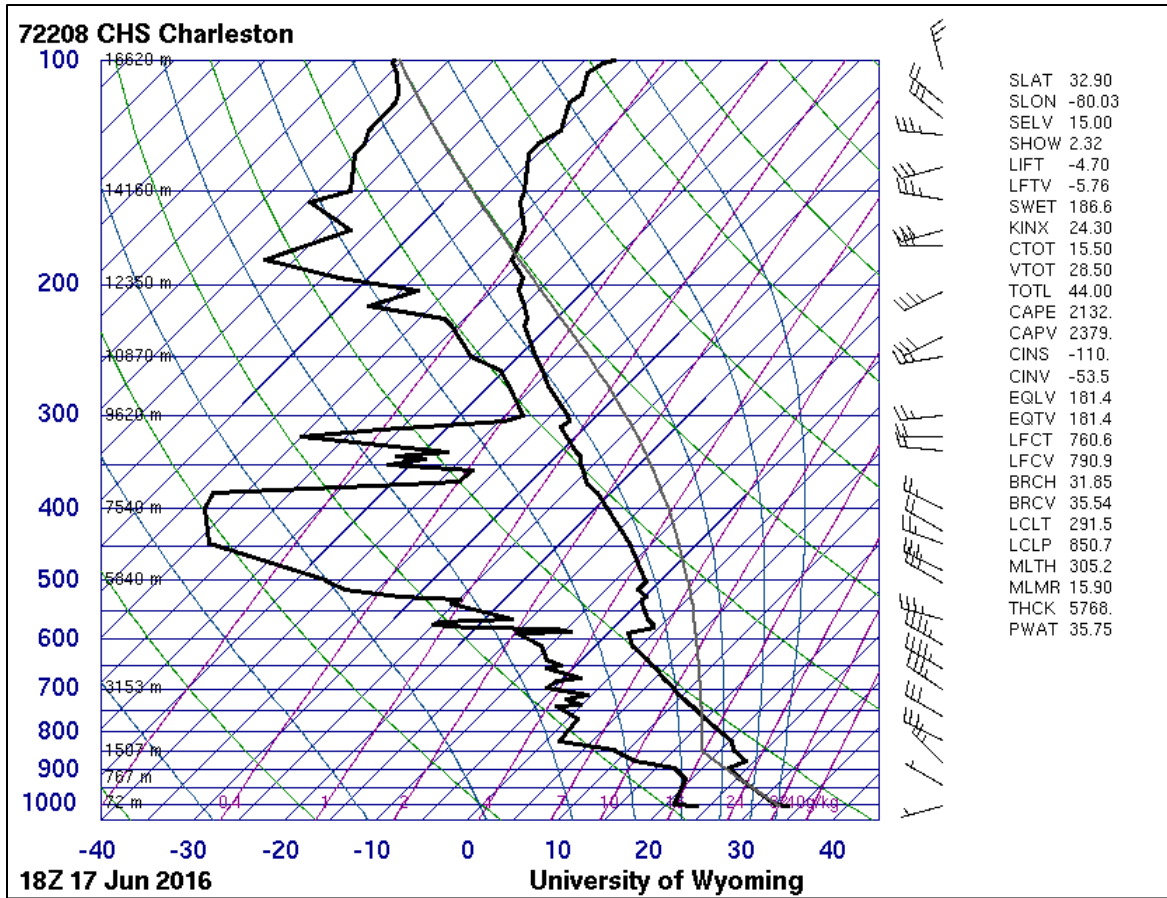 72208 CHS Charleston
100
16620 m
14160 m
200
12350 m
10870 m
300
9620 m
400
7540 m
500
5840 m
600
700
3153 m
800
1507 m
900
767 m
1000
72 m
0.4
1
2
4
7
10
24
40g/kg
-40
-30
-20
-10
0
10
20
30
40
18Z 17 Jun 2016
University of Wyoming
SLAT 32.90
SLON -80.03
SELV 15.00
SHOW 2.32
LIFT -4.70
LFTV -5.76
SWET 186.6
KINX 24.30
CTOT 15.50
VTOT 28.50
TOTL 44.00
CAPE 2132.
CAPV 2379.
CINS -110.
CINV -53.5
EQLV 181.4
EQTV 181.4
LFCT 760.6
LFCV 790.9
BRCH 31.85
BRCV 35.54
LCLT 291.5
LCLP 850.7
MLTH 305.2
MLMR 15.90
THCK 5768.
PWAT 35.75